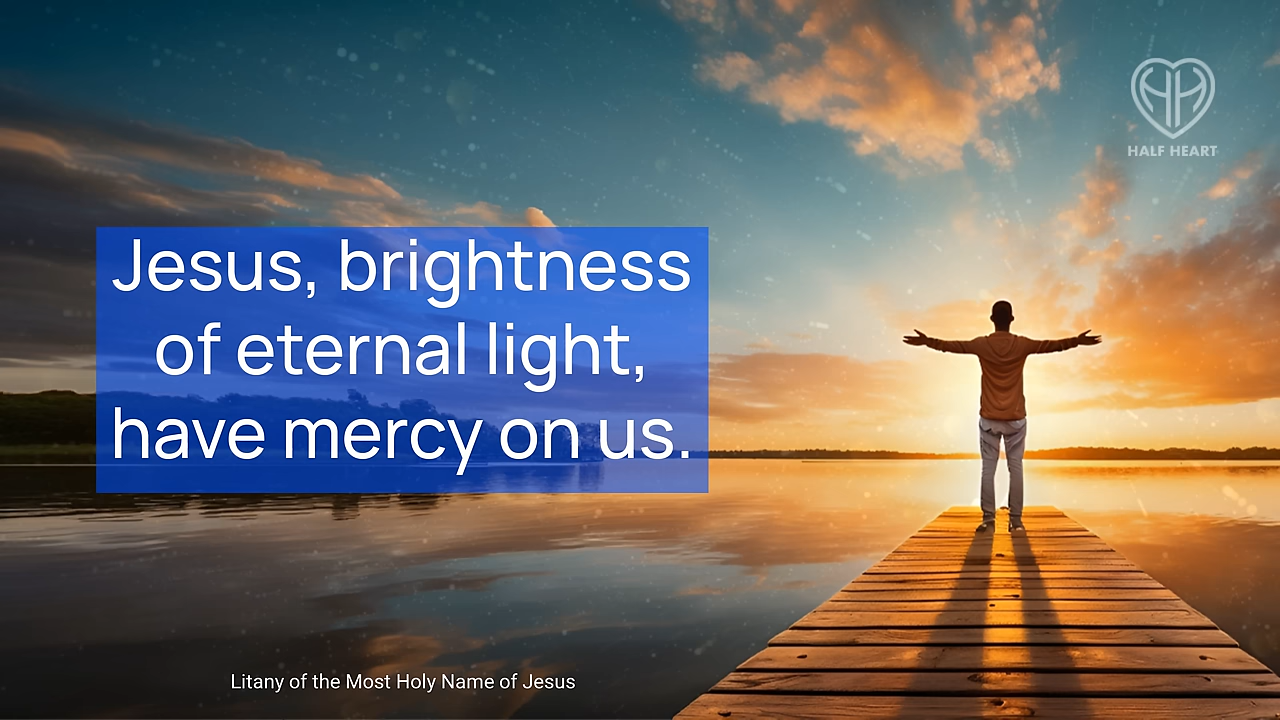 HALF HEART
Jesus, brightness
of eternal light,
have mercy on us.
Litany of the Most Holy Name of Jesus